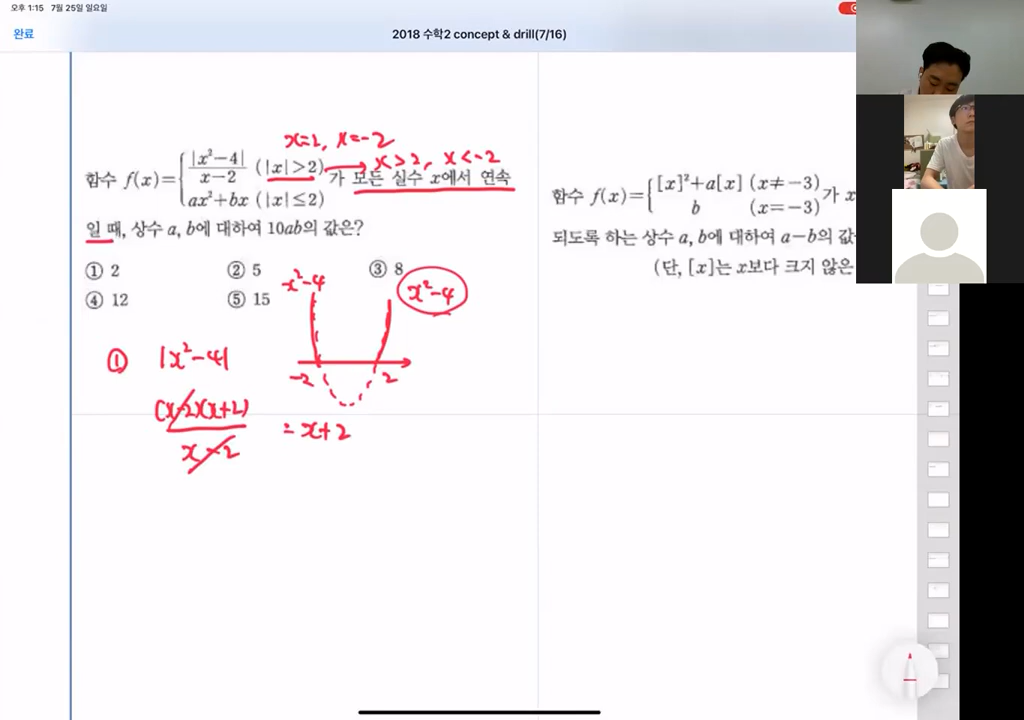 오후 1:15 7월 25일 일요일
완료
2018 수학2 concept & drill(7/16)
x=2, x=-2
x>2, x<-2
함수 f(x)={ |x²-4|/x-2 (|x|>2) 가 모든 실수 x에서 연속
ax²+bx (|x|≤2)
일 때, 상수 a, b에 대하여 10ab의 값은?
① 2 ② 5 ③ 8
④ 12 ⑤ 15
x²-4 x²-4
-2 2
① |x²-4|
(x-2)(x+2)/x-2 = x+2
함수 f(x)={ [x]²+a[x] (x≠-3) 가 x
b (x=-3)
되도록 하는 상수 a, b에 대하여 a-b의 값
(단, [x]는 x보다 크지 않은